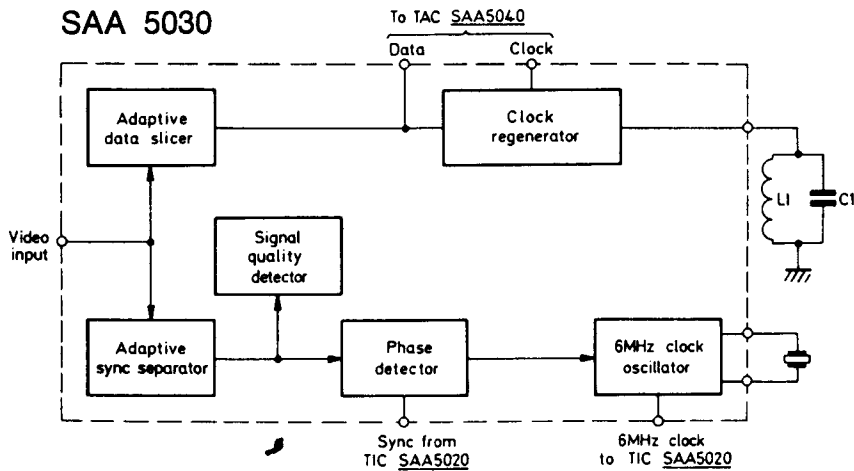 SAA 5030
To TAC SAA5040
Data
Clock
Adaptive
data slicer
Clock
regenerator
L1
C1
Video
input
Signal
quality
detector
Adaptive
sync separator
Phase
detector
6MHz clock
oscillator
Sync from
TIC SAA5020
6MHz clock
to TIC SAA5020